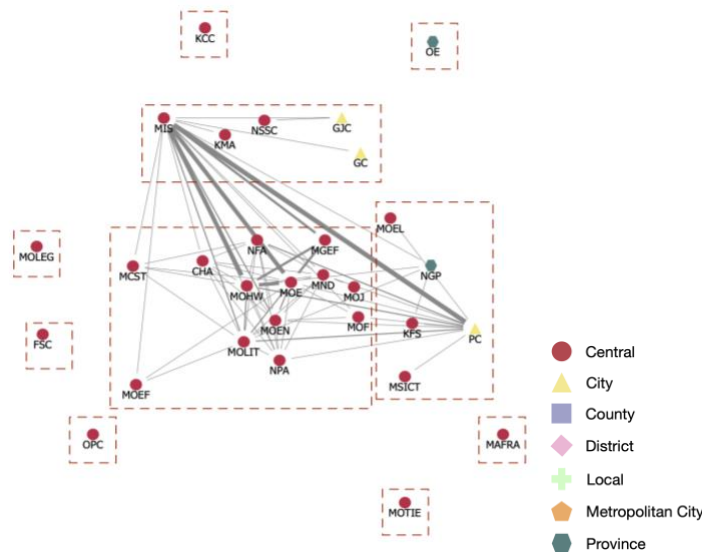 KCC
OE
MIS
NSSC
GJC
KMA
GC
MOEL
MOLEG
NFA
MGEF
MCST
CHA
NGP
MND
MOHW
MOE
MOJ
MOEN
MOF
KFS
PC
FSC
MOLIT
NPA
MSICT
MOEF
OPC
MAFRA
MOTIE
Central
City
County
District
Local
Metropolitan City
Province